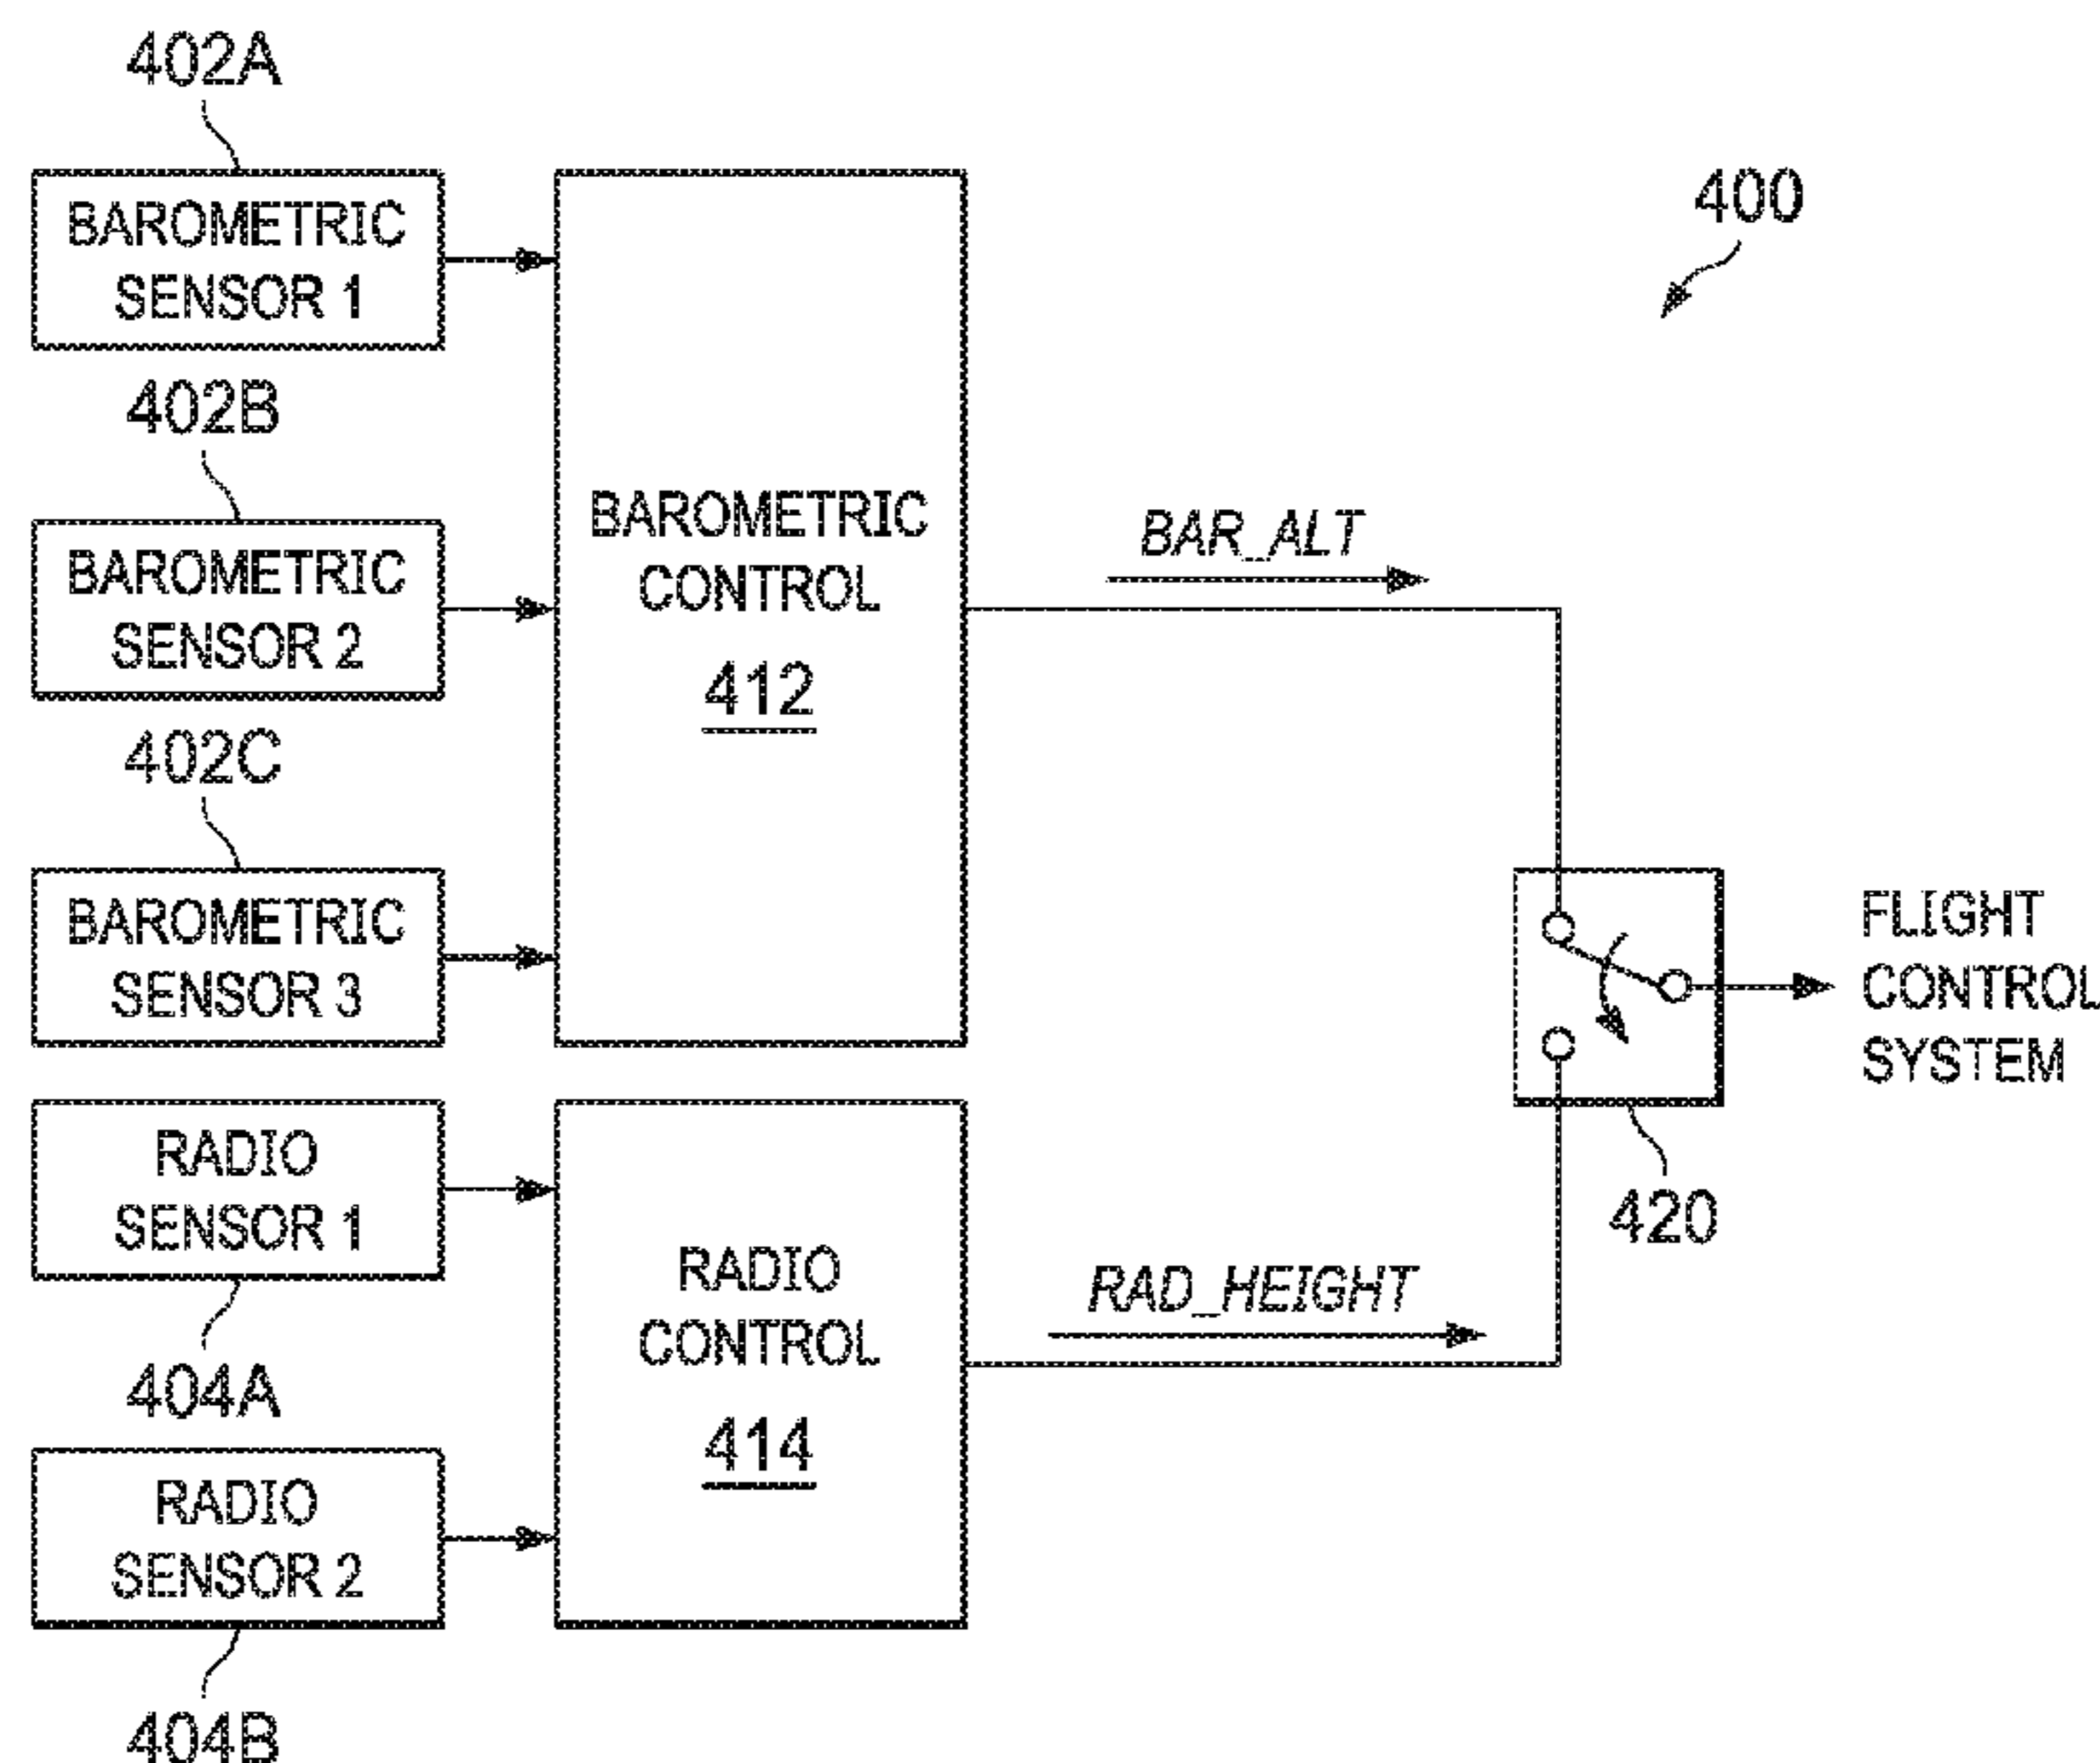 402A
BAROMETRIC
SENSOR 1
402B
BAROMETRIC
SENSOR 2
402C
BAROMETRIC
SENSOR 3
BAROMETRIC
CONTROL
412
BAR_ALT
400
FLIGHT
CONTROL
SYSTEM
420
RADIO
SENSOR 1
404A
RADIO
SENSOR 2
404B
RADIO
CONTROL
414
RAD_HEIGHT